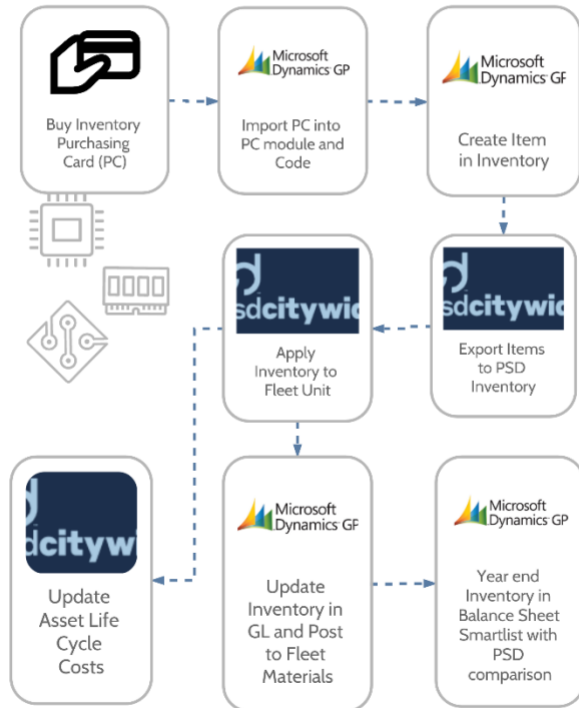 Buy Inventory
Purchasing
Card (PC)
Microsoft
Dynamics GP
Import PC into
PC module and
Code
Microsoft
Dynamics GP
Create Item
in Inventory
sdcitywid
Apply
Inventory to
Fleet Unit
sdcitywid
Export Items
to PSD
Inventory
dcitywi
Update
Asset Life
Cycle
Costs
Microsoft
Dynamics GP
Update
Inventory in
GL and Post
to Fleet
Materials
Microsoft
Dynamics GP
Year end
Inventory in
Balance Sheet
Smartlist with
PSD
comparison